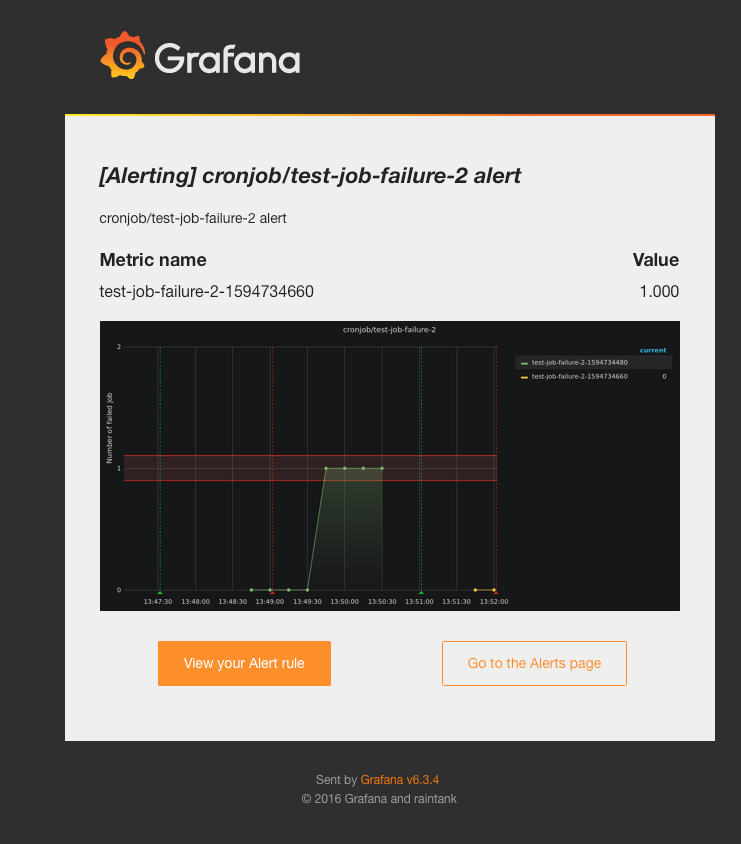 Grafana
[Alerting] cronjob/test-job-failure-2 alert
cronjob/test-job-failure-2 alert
Metric name Value
test-job-failure-2-1594734660 1.000
cronjob/test-job-failure-2
current
test-job-failure-2-1594734480
test-job-failure-2-1594734660 0
Number of failed job
2
1
0
13:47:30 13:48:00 13:48:30 13:49:00 13:49:30 13:50:00 13:50:30 13:51:00 13:51:30 13:52:00
View your Alert rule Go to the Alerts page
Sent by Grafana v6.3.4
© 2016 Grafana and raintank